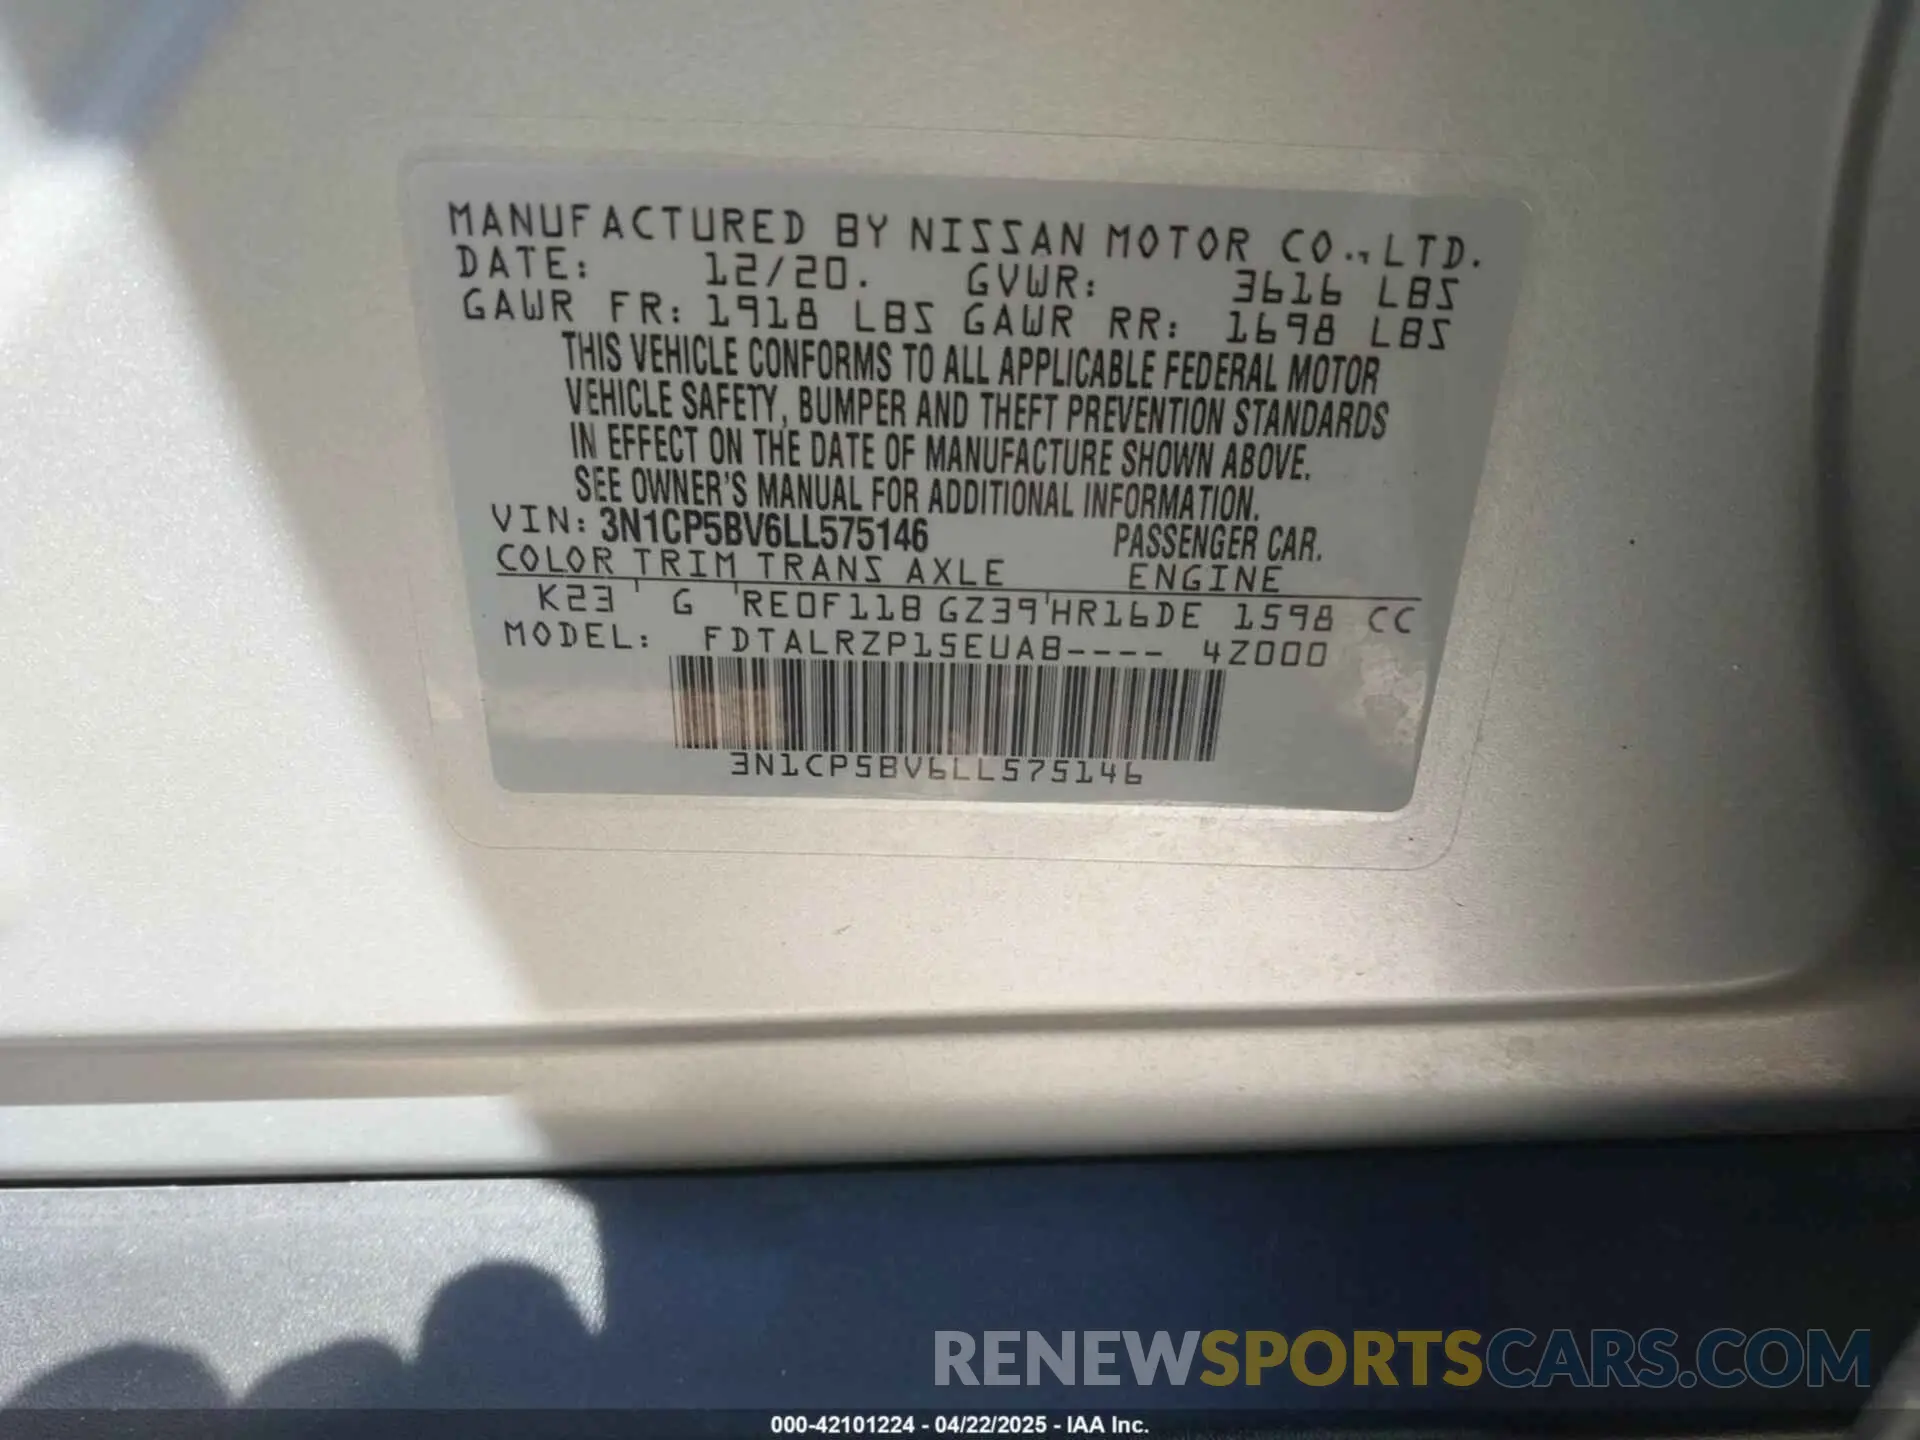 MANUFACTURED BY NISSAN MOTOR CO.,LTD.
DATE: 12/20. GVWR: 3616 LBS
GAWR FR: 1918 LBS GAWR RR: 1698 LBS
THIS VEHICLE CONFORMS TO ALL APPLICABLE FEDERAL MOTOR
VEHICLE SAFETY, BUMPER AND THEFT PREVENTION STANDARDS
IN EFFECT ON THE DATE OF MANUFACTURE SHOWN ABOVE.
SEE OWNER'S MANUAL FOR ADDITIONAL INFORMATION.
VIN: 3N1CP5BV6LL575146 PASSENGER CAR.
COLOR TRIM TRANS AXLE ENGINE
K23 G RE0F11B GZ39 HR16DE 1598 CC
MODEL: FDTALRZP15EUAB---- 4Z000
3N1CP5BV6LL575146
RENEWSPORTSCARS.COM
000-42101224 - 04/22/2025 - IAA Inc.